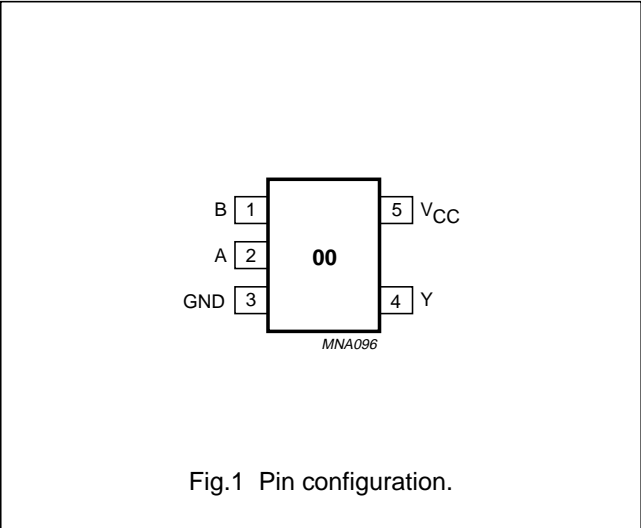 B 1 5 VCC
A 2 00
GND 3 4 Y
MNA096
Fig.1 Pin configuration.